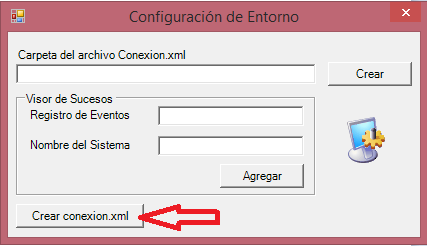 Configuración de Entorno
Carpeta del archivo Conexion.xml
Crear
Visor de Sucesos
Registro de Eventos
Nombre del Sistema
Agregar
Crear conexion.xml